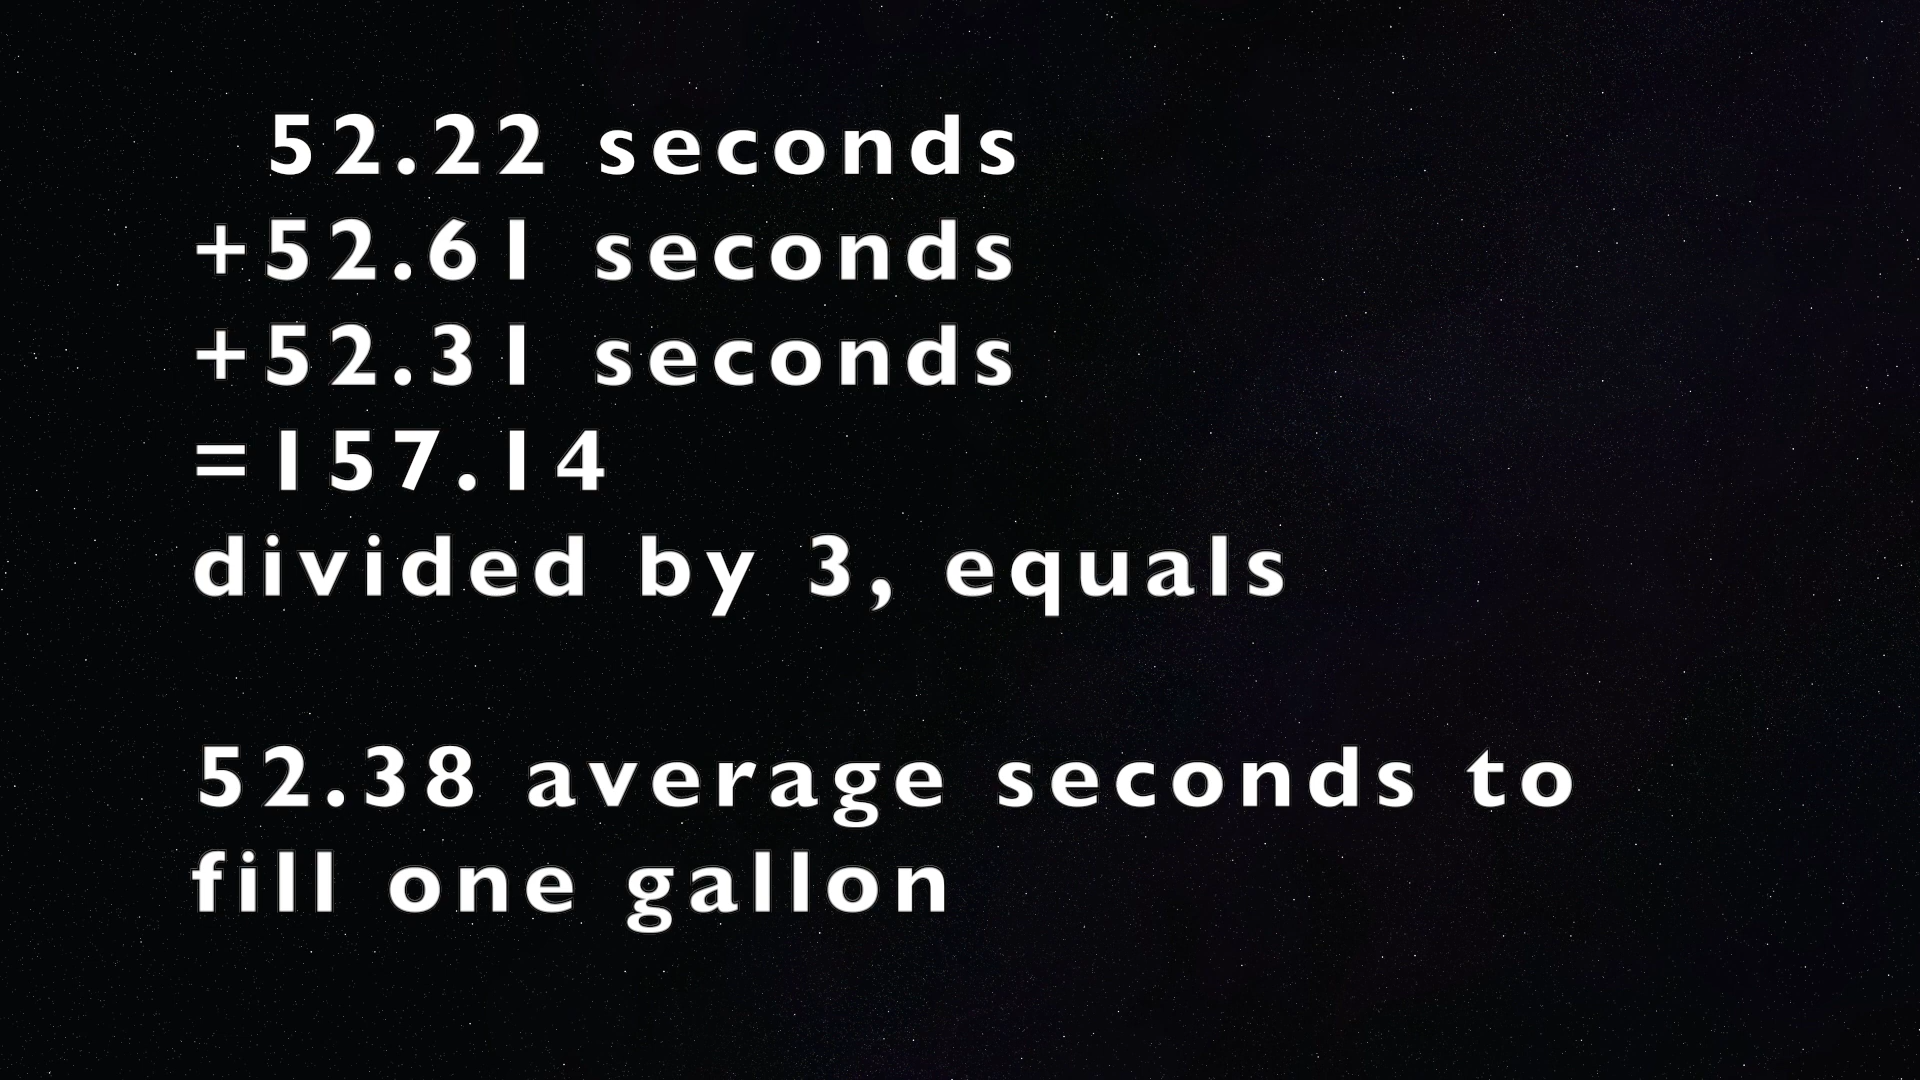 52.22 seconds
+52.61 seconds
+52.31 seconds
=157.14
divided by 3, equals
52.38 average seconds to
fill one gallon